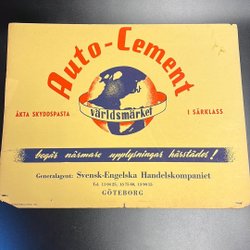 Auto-Cement
världsmärket
ÄKTA SKYDDSPASTA
I SÄRKLASS
begär närmare upplysningar härstädes!
Generalagent: Svensk-Engelska Handelskompaniet
GÖTEBORG